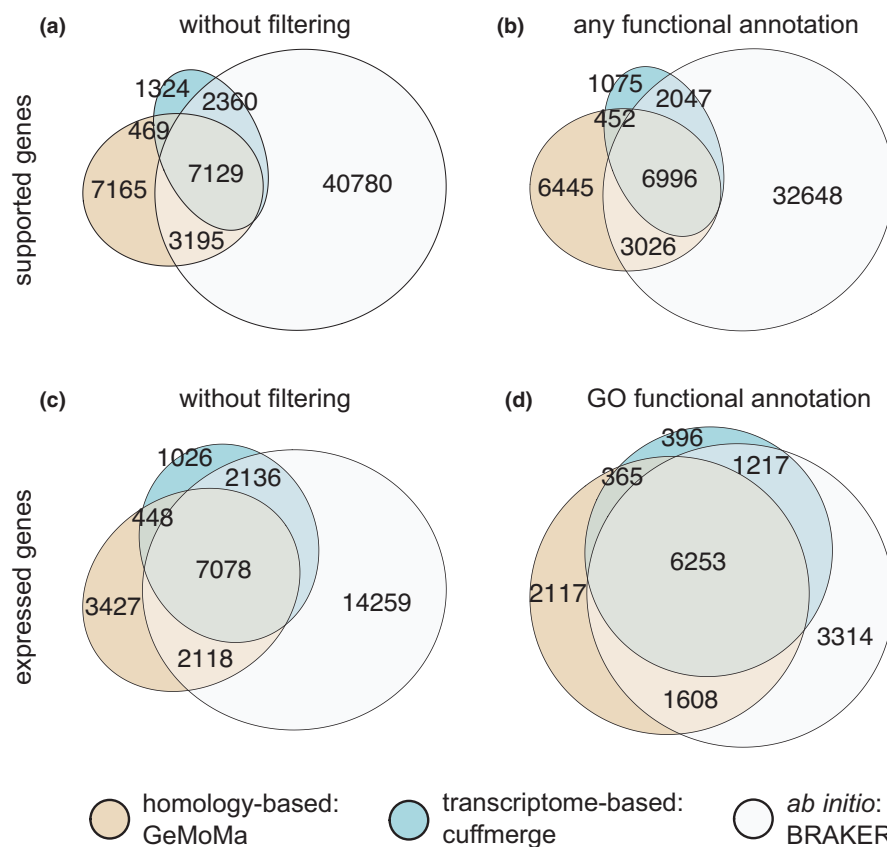 (a) without filtering
1324
2360
469
7129
7165
40780
3195
supported genes
(b) any functional annotation
1075
2047
452
6996
6445
32648
3026
(c) without filtering
1026
2136
448
7078
3427
14259
2118
expressed genes
(d) GO functional annotation
396
1217
365
6253
2117
3314
1608
homology-based:
GeMoMa
transcriptome-based:
cuffmerge
ab initio:
BRAKER